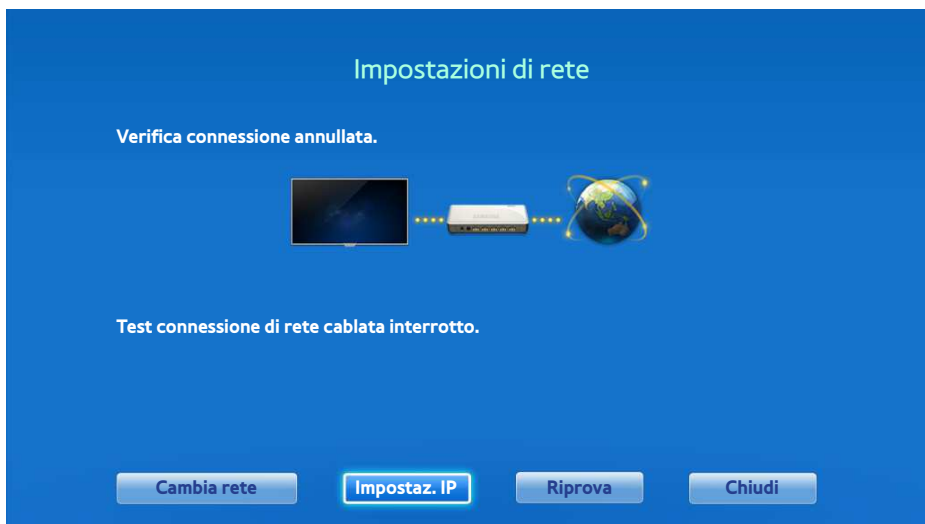 Impostazioni di rete
Verifica connessione annullata.
Test connessione di rete cablata interrotto.
Cambia rete
Impostaz. IP
Riprova
Chiudi